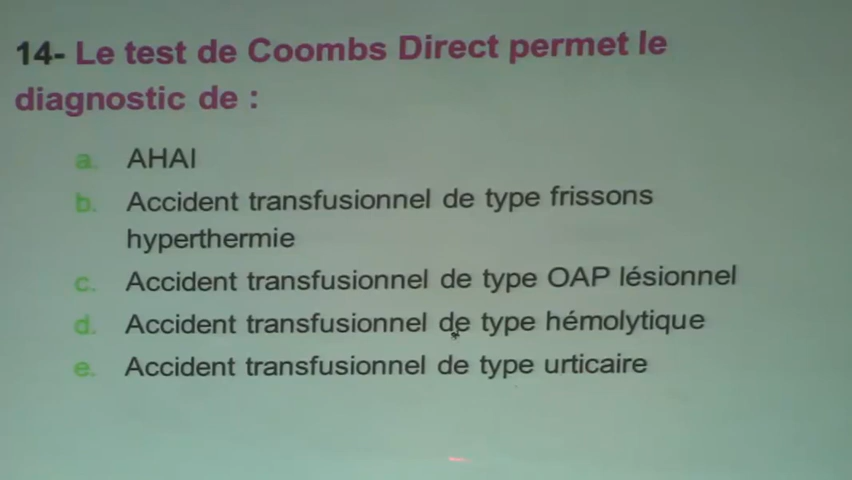 14- Le test de Coombs Direct permet le
diagnostic de :
a. AHAI
b. Accident transfusionnel de type frissons
hyperthermie
c. Accident transfusionnel de type OAP lésionnel
d. Accident transfusionnel de type hémolytique
e. Accident transfusionnel de type urticaire